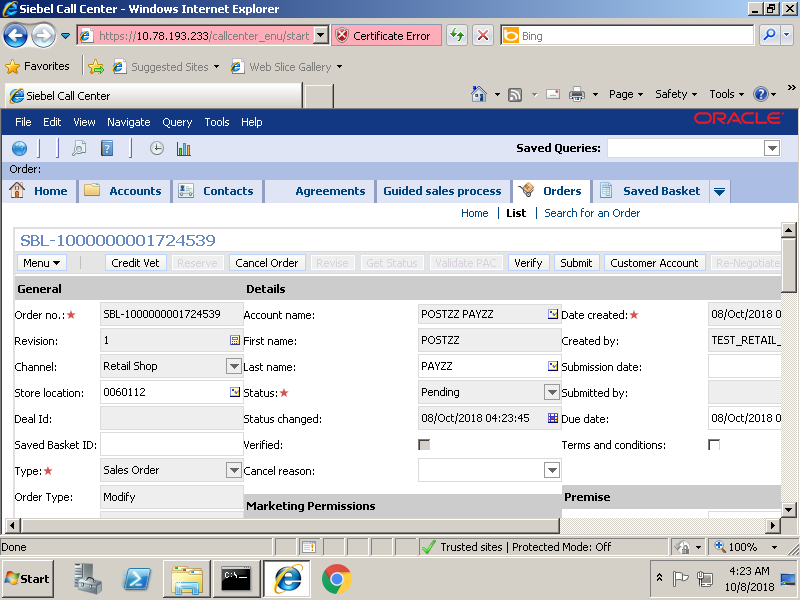 Siebel Call Center - Windows Internet Explorer
https://10.78.193.233/callcenter_enu/start
Certificate Error
Bing
Favorites
Suggested Sites
Web Slice Gallery
Siebel Call Center
Page
Safety
Tools
File Edit View Navigate Query Tools Help
ORACLE
Saved Queries:
Order:
Home
Accounts
Contacts
Agreements
Guided sales process
Orders
Saved Basket
Home | List | Search for an Order
SBL-1000000001724539
Menu
Credit Vet
Reserve
Cancel Order
Revise
Get Status
Validate PAC
Verify
Submit
Customer Account
Re-Negotiate
General
Details
Order no.:* SBL-1000000001724539 Account name: POSTZZ PAYZZ Date created:* 08/Oct/2018 0
Revision: 1 First name: POSTZZ Created by: TEST_RETAIL_
Channel: Retail Shop Last name: PAYZZ Submission date:
Store location: 0060112 Status:* Pending Submitted by:
Deal Id: Status changed: 08/Oct/2018 04:23:45 Due date: 08/Oct/2018 0
Saved Basket ID: Verified: Terms and conditions:
Type:* Sales Order Cancel reason:
Order Type: Modify
Marketing Permissions
Premise
Done
Trusted sites | Protected Mode: Off
100%
Start
C:\.
4:23 AM
10/8/2018